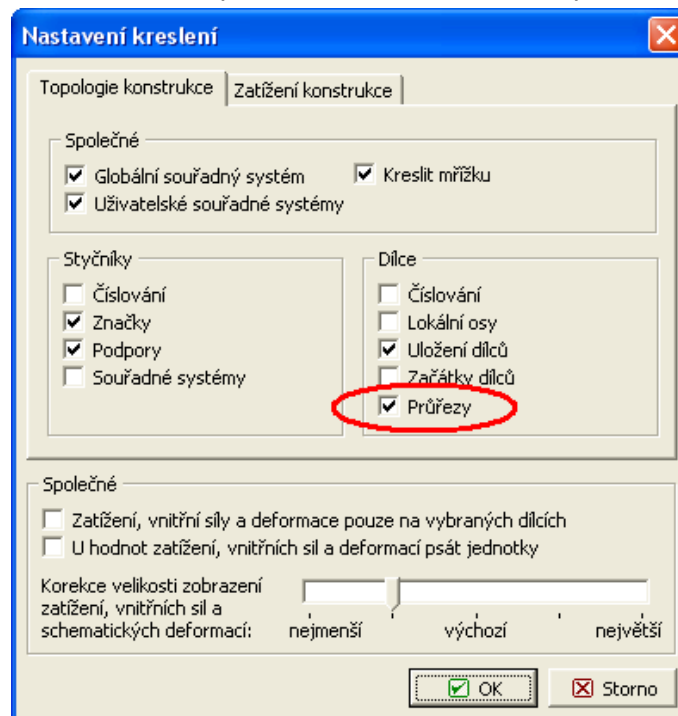 Nastavení kreslení
Topologie konstrukce Zatížení konstrukce
Společné
Globální souřadný systém Kreslit mřížku
Uživatelské souřadné systémy
Styčníky
Číslování
Značky
Podpory
Souřadné systémy
Dílce
Číslování
Lokální osy
Uložení dílců
Začátky dílců
Průřezy
Společné
Zatížení, vnitřní síly a deformace pouze na vybraných dílcích
U hodnot zatížení, vnitřních sil a deformací psát jednotky
Korekce velikosti zobrazení
zatížení, vnitřních sil a
schematických deformací: nejmenší výchozí největší
OK Storno